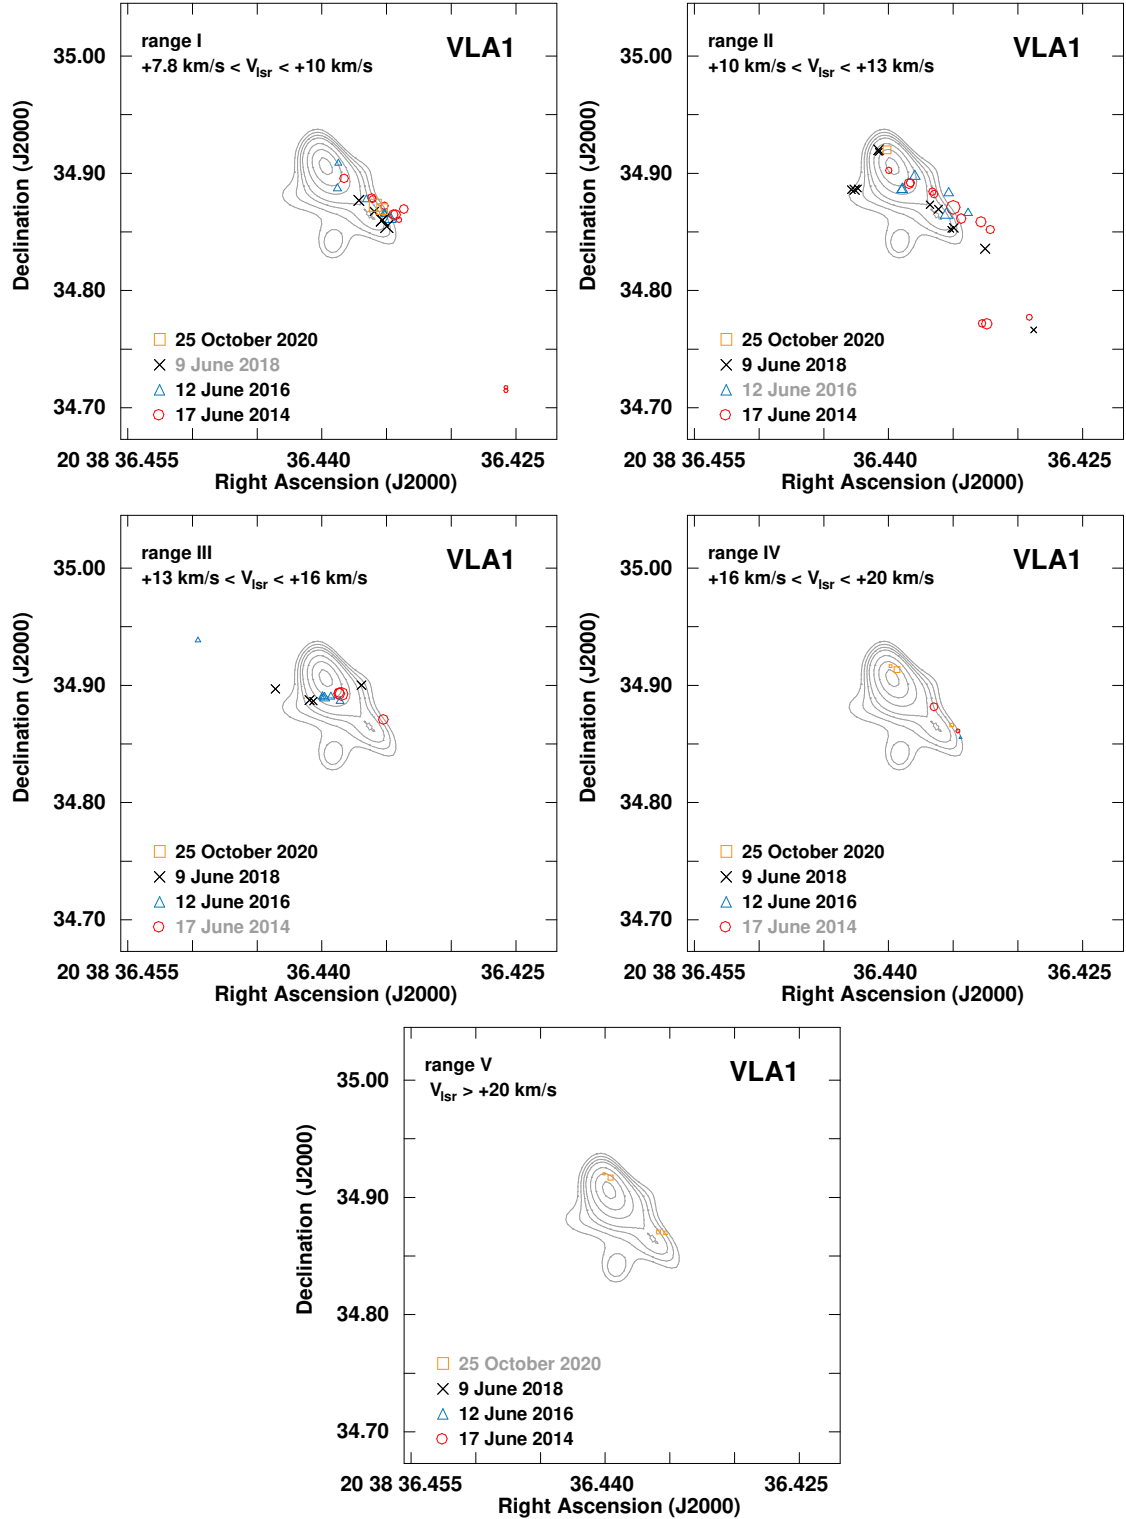 range I
VLA1
+7.8 km/s < Vlsr < +10 km/s
35.00
34.90
34.80
34.70
Declination (J2000)
25 October 2020
9 June 2018
12 June 2016
17 June 2014
20 38 36.455
36.440
36.425
Right Ascension (J2000)
range II
VLA1
+10 km/s < Vlsr < +13 km/s
35.00
34.90
34.80
34.70
Declination (J2000)
25 October 2020
9 June 2018
12 June 2016
17 June 2014
20 38 36.455
36.440
36.425
Right Ascension (J2000)
range III
VLA1
+13 km/s < Vlsr < +16 km/s
35.00
34.90
34.80
34.70
Declination (J2000)
25 October 2020
9 June 2018
12 June 2016
17 June 2014
20 38 36.455
36.440
36.425
Right Ascension (J2000)
range IV
VLA1
+16 km/s < Vlsr < +20 km/s
35.00
34.90
34.80
34.70
Declination (J2000)
25 October 2020
9 June 2018
12 June 2016
17 June 2014
20 38 36.455
36.440
36.425
Right Ascension (J2000)
range V
VLA1
Vlsr > +20 km/s
35.00
34.90
34.80
34.70
Declination (J2000)
25 October 2020
9 June 2018
12 June 2016
17 June 2014
20 38 36.455
36.440
36.425
Right Ascension (J2000)